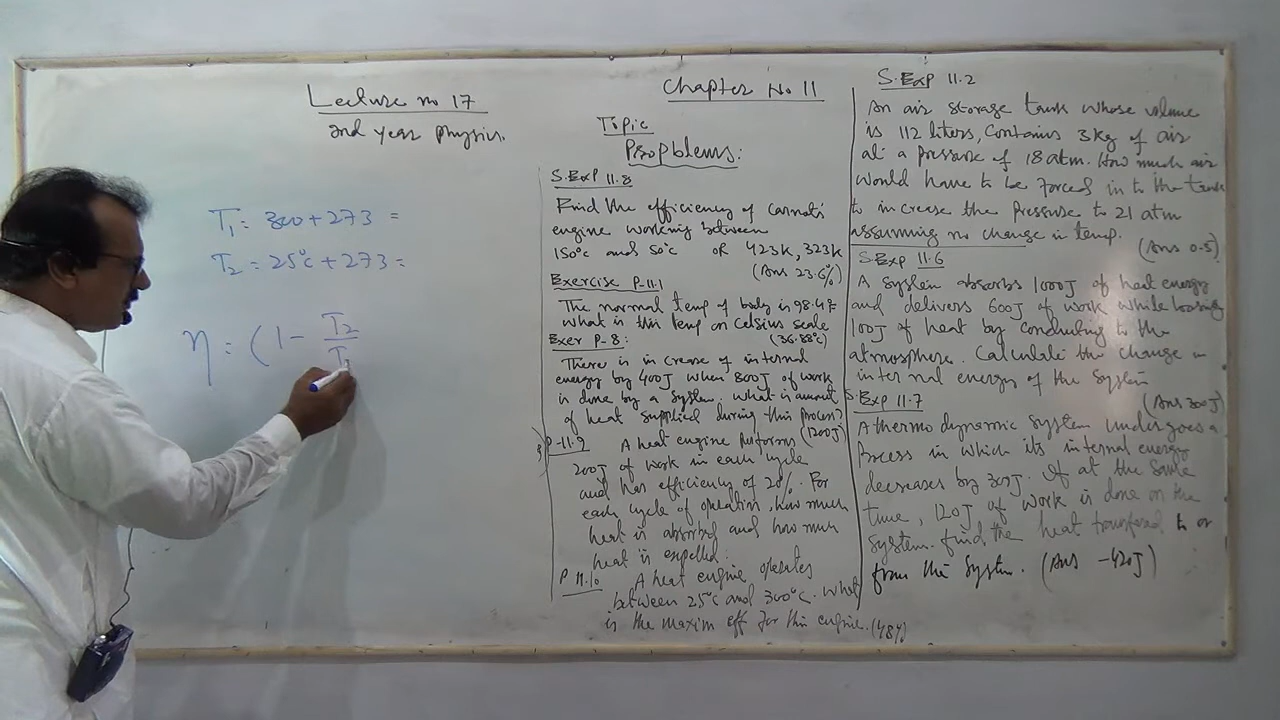 Lecture no 17
2nd year physics.
T1 = 300+273 =
T2 = 25°c + 273 =
η = (1 - T2/T1
Chapter No 11
Topic
Propblems:
S.Exp 11.8
Find the efficiency of carnot's
engine working between
150°c and 50°c or 423k, 323k
(Ans 23.6%)
Exercise P-11.1
The normal temp of body is 98.4°F
what is this temp on Celsius scale
(36.88°c)
Exer P-8:
There is in crease of internal
energy by 400J when 800J of work
is done by a system. what is amount
of heat supplied during this process?
(1200J)
P-11.9 A heat engine performs
200J of work in each cycle
and has efficiency of 20%. For
each cycle of operation, how much
heat is absorbed and how much
heat is expelled:
P 11.10 A heat engine operates
between 25°c and 300°c. what
is the maxim eff for this engine.
S.Exp 11.2
An air storage tank whose volume
is 112 liters, Contains 3kg of air
at a pressure of 18 atm. How much air
would have to be forced in to the tank
to increase the pressure to 21 atm
assuming no change in temp.
(Ans 0.5)
S.Exp 11.6
A system absorbs 1000J of heat energy
and delivers 600J of work while loosing
100J of heat by conduction to the
atmosphere. Calculate the change in
internal energy of the system
(Ans 300J)
S.Exp 11.7
A thermo dynamic system undergoes a
Process in which its internal energy
decreases by 300J. If at the same
time, 120J of work is done on the
system. find the heat transferred to or
from the system. (Ans -420J)